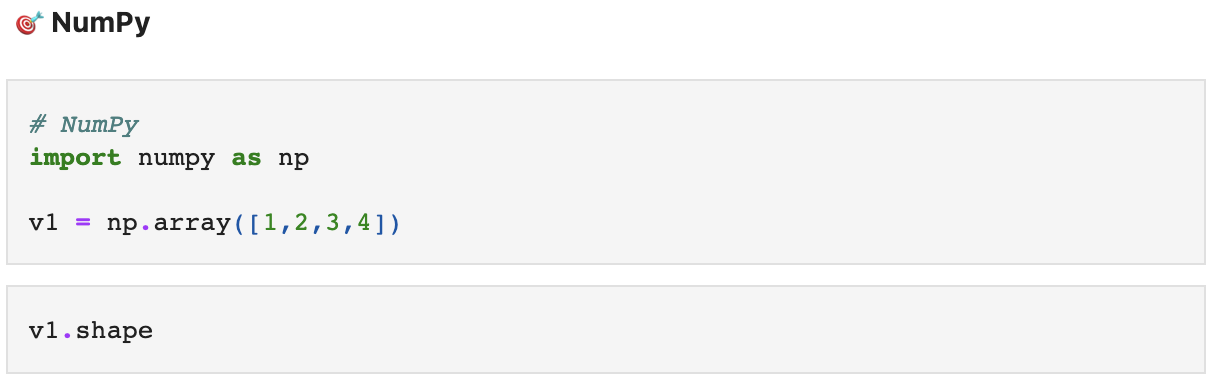 🎯 NumPy
# NumPy
import numpy as np
v1 = np.array([1,2,3,4])
v1.shape